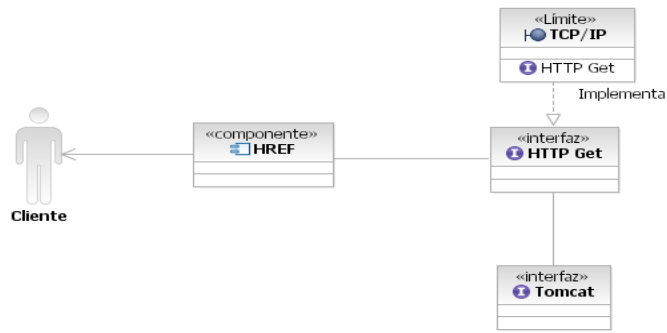 «Límite»
TCP/IP
HTTP Get
Implementa
«componente»
HREF
«interfaz»
HTTP Get
Cliente
«interfaz»
Tomcat